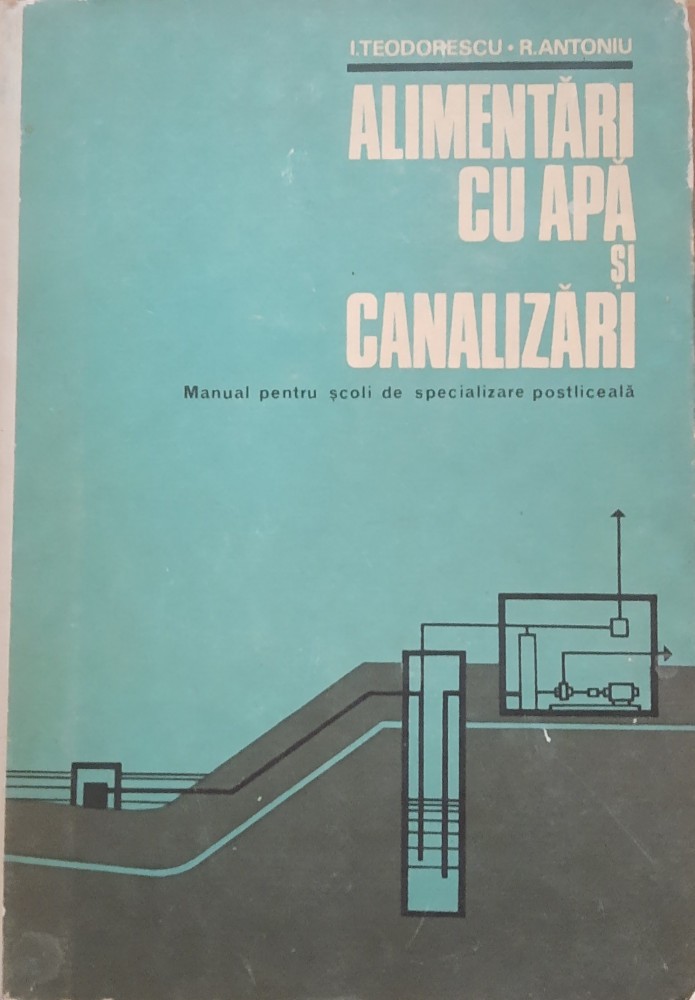 I.TEODORESCU • R.ANTONIU
ALIMENTĂRI
CU APĂ
ȘI
CANALIZĂRI
Manual pentru școli de specializare postliceală